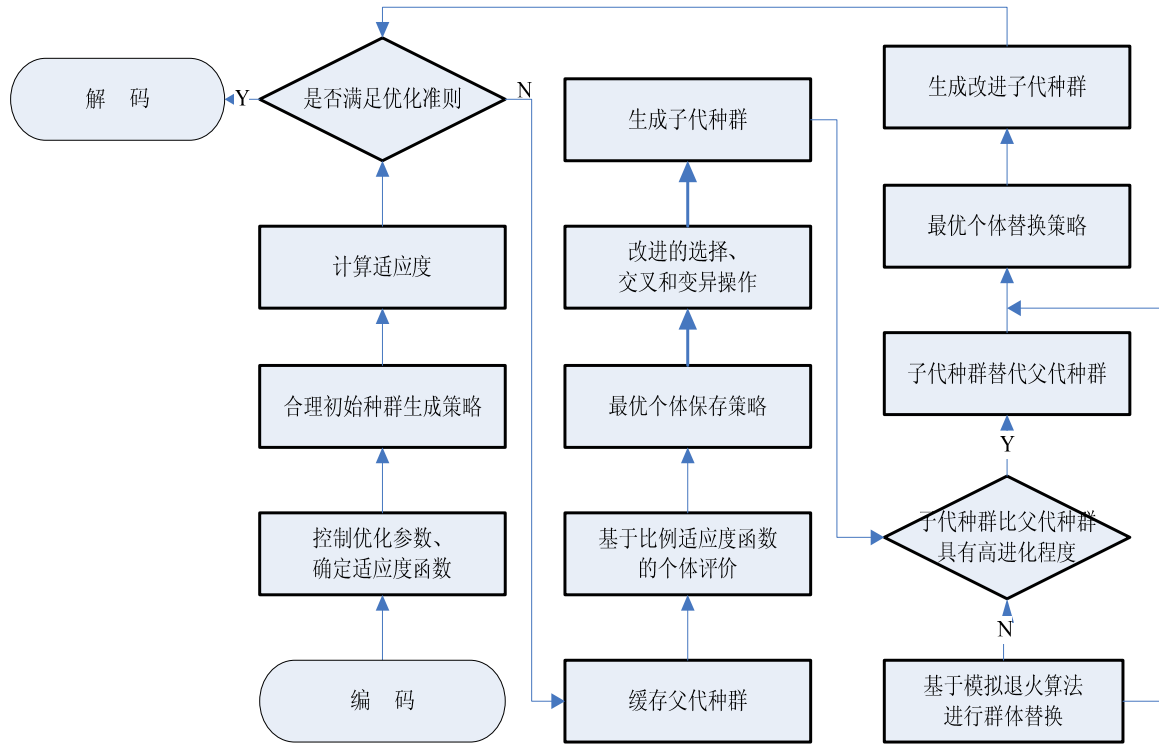 解 码
Y
是否满足优化准则
N
计算适应度
合理初始种群生成策略
控制优化参数、
确定适应度函数
编 码
生成子代种群
改进的选择、
交叉和变异操作
最优个体保存策略
基于比例适应度函数
的个体评价
缓存父代种群
生成改进子代种群
最优个体替换策略
子代种群替代父代种群
Y
子代种群比父代种群
具有高进化程度
N
基于模拟退火算法
进行群体替换